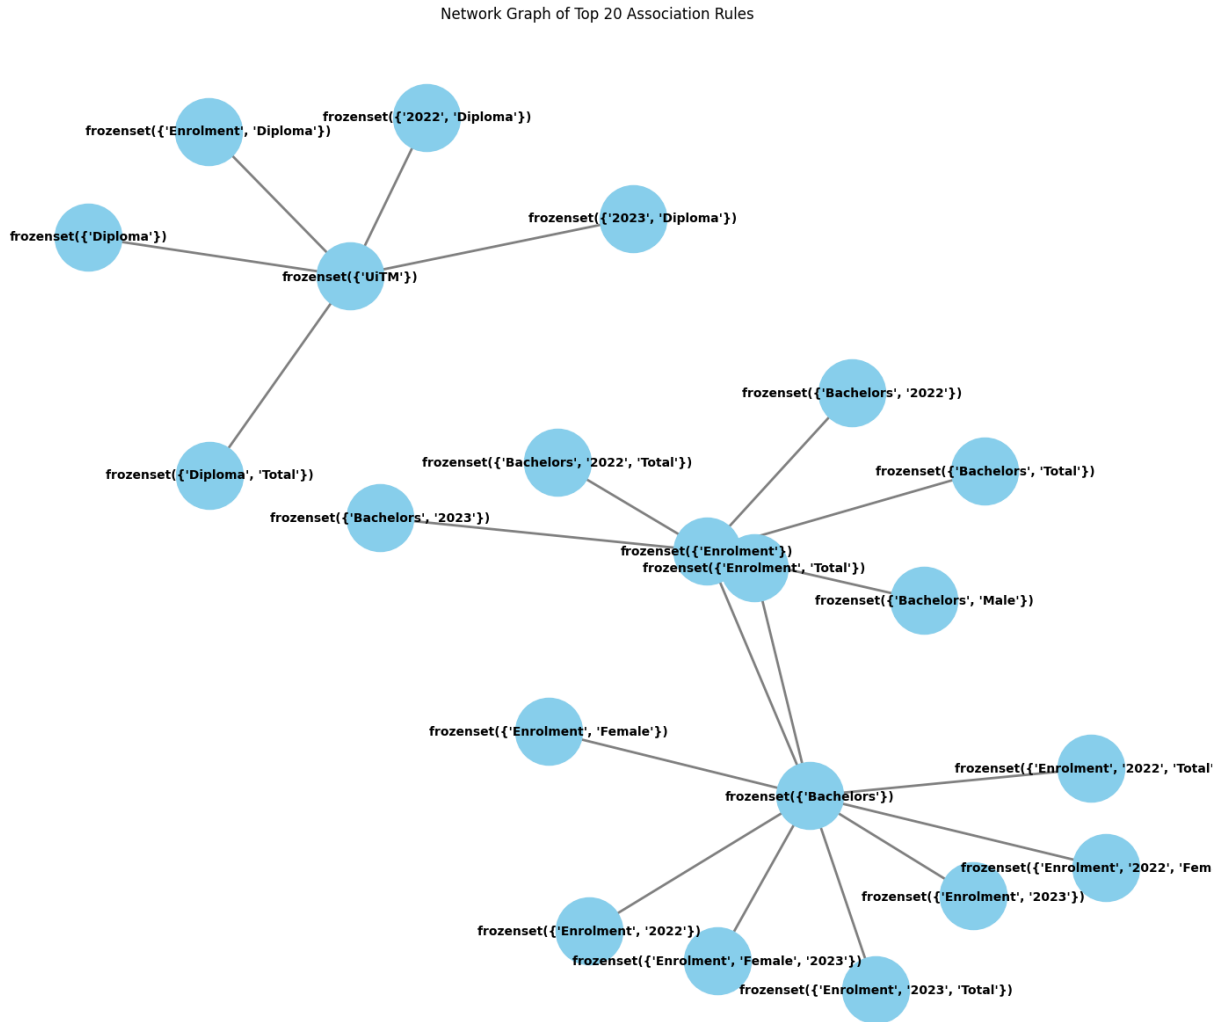 Network Graph of Top 20 Association Rules
frozenset({'2022', 'Diploma'})
frozenset({'Enrolment', 'Diploma'})
frozenset({'2023', 'Diploma'})
frozenset({'Diploma'})
frozenset({'UiTM'})
frozenset({'Bachelors', '2022'})
frozenset({'Bachelors', '2022', 'Total'})
frozenset({'Bachelors', 'Total'})
frozenset({'Diploma', 'Total'})
frozenset({'Bachelors', '2023'})
frozenset({'Enrolment'})
frozenset({'Enrolment', 'Total'})
frozenset({'Bachelors', 'Male'})
frozenset({'Enrolment', 'Female'})
frozenset({'Enrolment', '2022', 'Total'
frozenset({'Bachelors'})
frozenset({'Enrolment', '2022', 'Fem
frozenset({'Enrolment', '2023'})
frozenset({'Enrolment', '2022'})
frozenset({'Enrolment', 'Female', '2023'})
frozenset({'Enrolment', '2023', 'Total'})